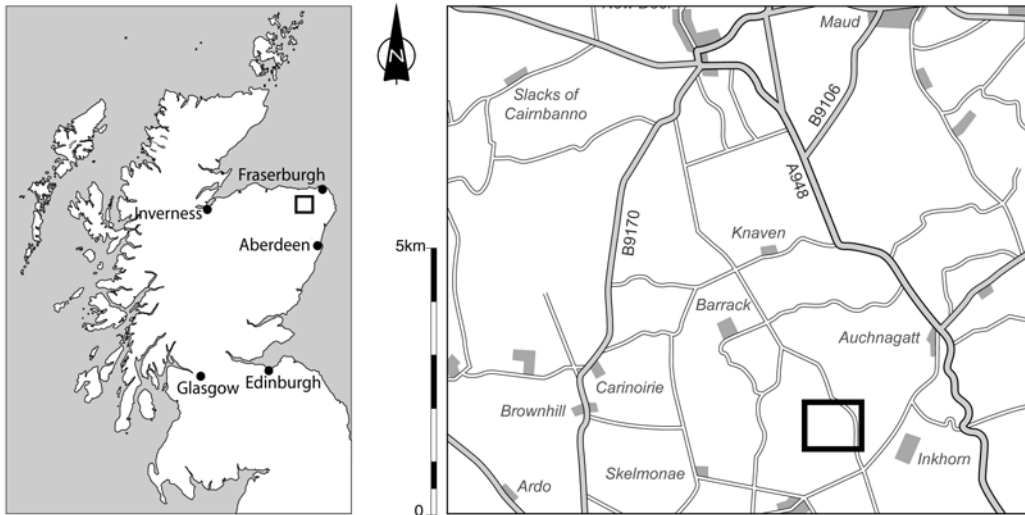 Fraserburgh
Inverness
Aberdeen
Glasgow
Edinburgh
N
5km
0
Maud
Slacks of
Cairnbanno
B9106
A948
B9170
Knaven
Barrack
Auchnagatt
Carinoirie
Brownhill
Inkhorn
Skelmonae
Ardo